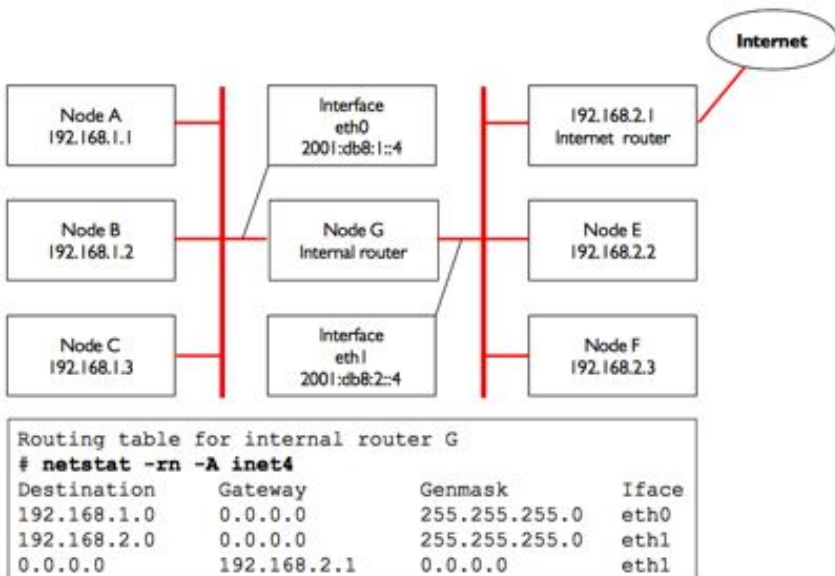 Internet
Node A
192.168.1.1
Interface
eth0
2001:db8:1::4
192.168.2.1
Internet router
Node B
192.168.1.2
Node G
Internal router
Node E
192.168.2.2
Node C
192.168.1.3
Interface
eth1
2001:db8:2::4
Node F
192.168.2.3
Routing table for internal router G
# netstat -rn -A inet4
Destination Gateway Genmask Iface
192.168.1.0 0.0.0.0 255.255.255.0 eth0
192.168.2.0 0.0.0.0 255.255.255.0 eth1
0.0.0.0 192.168.2.1 0.0.0.0 eth1